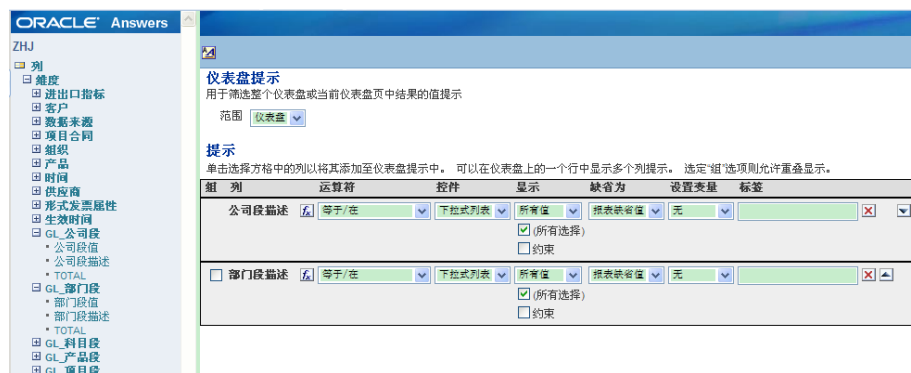 ORACLE Answers
ZHJ
列
维度
进出口指标
客户
数据来源
项目合同
组织
产品
时间
供应商
形式发票属性
生效时间
GL_公司段
公司段值
公司段描述
TOTAL
GL_部门段
部门段值
部门段描述
TOTAL
GL_科目段
GL_产品段
GL_项目段
仪表盘提示
用于筛选整个仪表盘或当前仪表盘页中结果的值提示
范围 仪表盘
提示
单击选择方格中的列以将其添加至仪表盘提示中。 可以在仪表盘上的一个行中显示多个列提示。 选定“组”选项则允许重叠显示。
组 列 运算符 控件 显示 缺省为 设置变量 标签
公司段描述 fx 等于/在 下拉式列表 所有值 报表缺省值 无
(所有选择)
约束
部门段描述 fx 等于/在 下拉式列表 所有值 报表缺省值 无
(所有选择)
约束